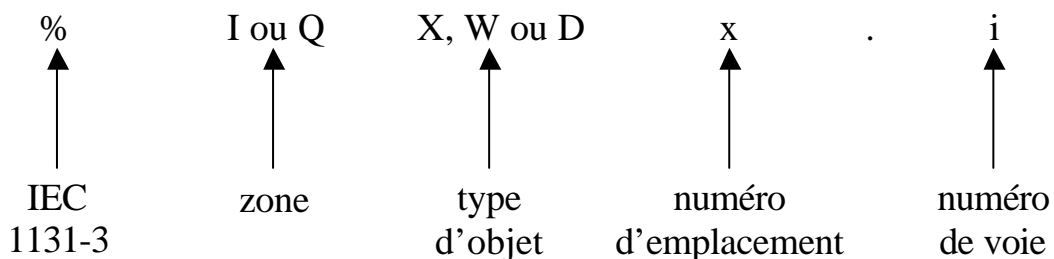 % I ou Q X, W ou D x . i
IEC zone type numéro numéro
1131-3 d’objet d’emplacement de voie